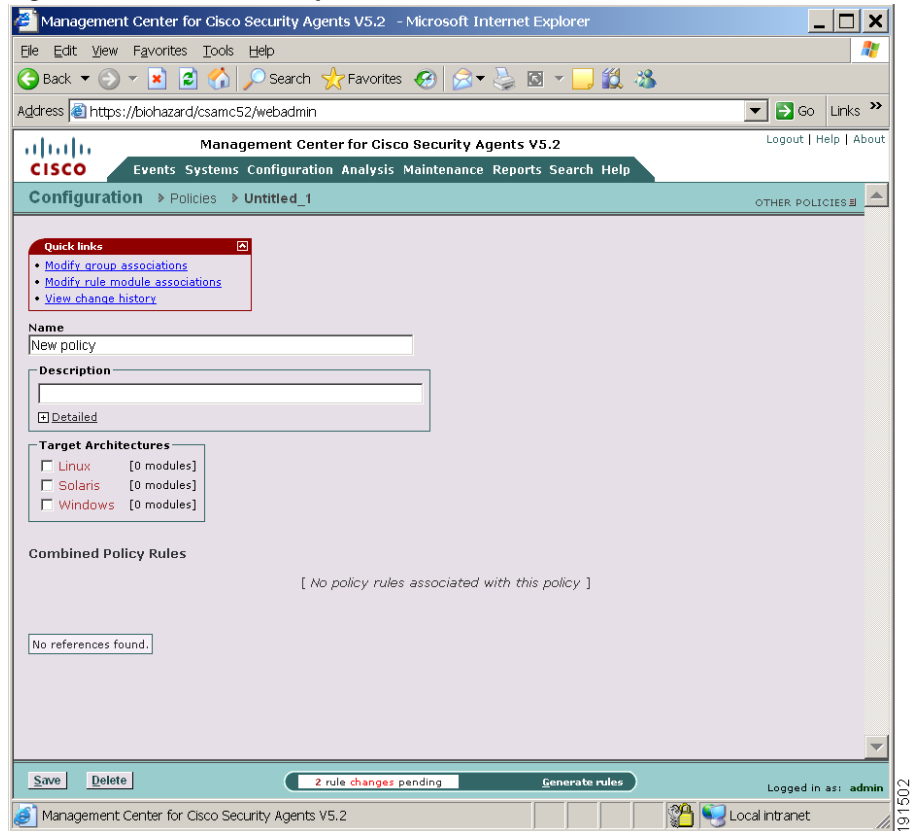 Management Center for Cisco Security Agents V5.2 - Microsoft Internet Explorer
File Edit View Favorites Tools Help
Back Search Favorites
Address https://biohazard/csamc52/webadmin Go Links »
Management Center for Cisco Security Agents V5.2 Logout | Help | About
CISCO Events Systems Configuration Analysis Maintenance Reports Search Help
Configuration Policies Untitled_1 OTHER POLICIES
Quick links
• Modify group associations
• Modify rule module associations
• View change history
Name
New policy
Description
+ Detailed
Target Architectures
Linux [0 modules]
Solaris [0 modules]
Windows [0 modules]
Combined Policy Rules
[ No policy rules associated with this policy ]
No references found.
Save Delete 2 rule changes pending Generate rules Logged in as: admin
Management Center for Cisco Security Agents V5.2 Local intranet
191502